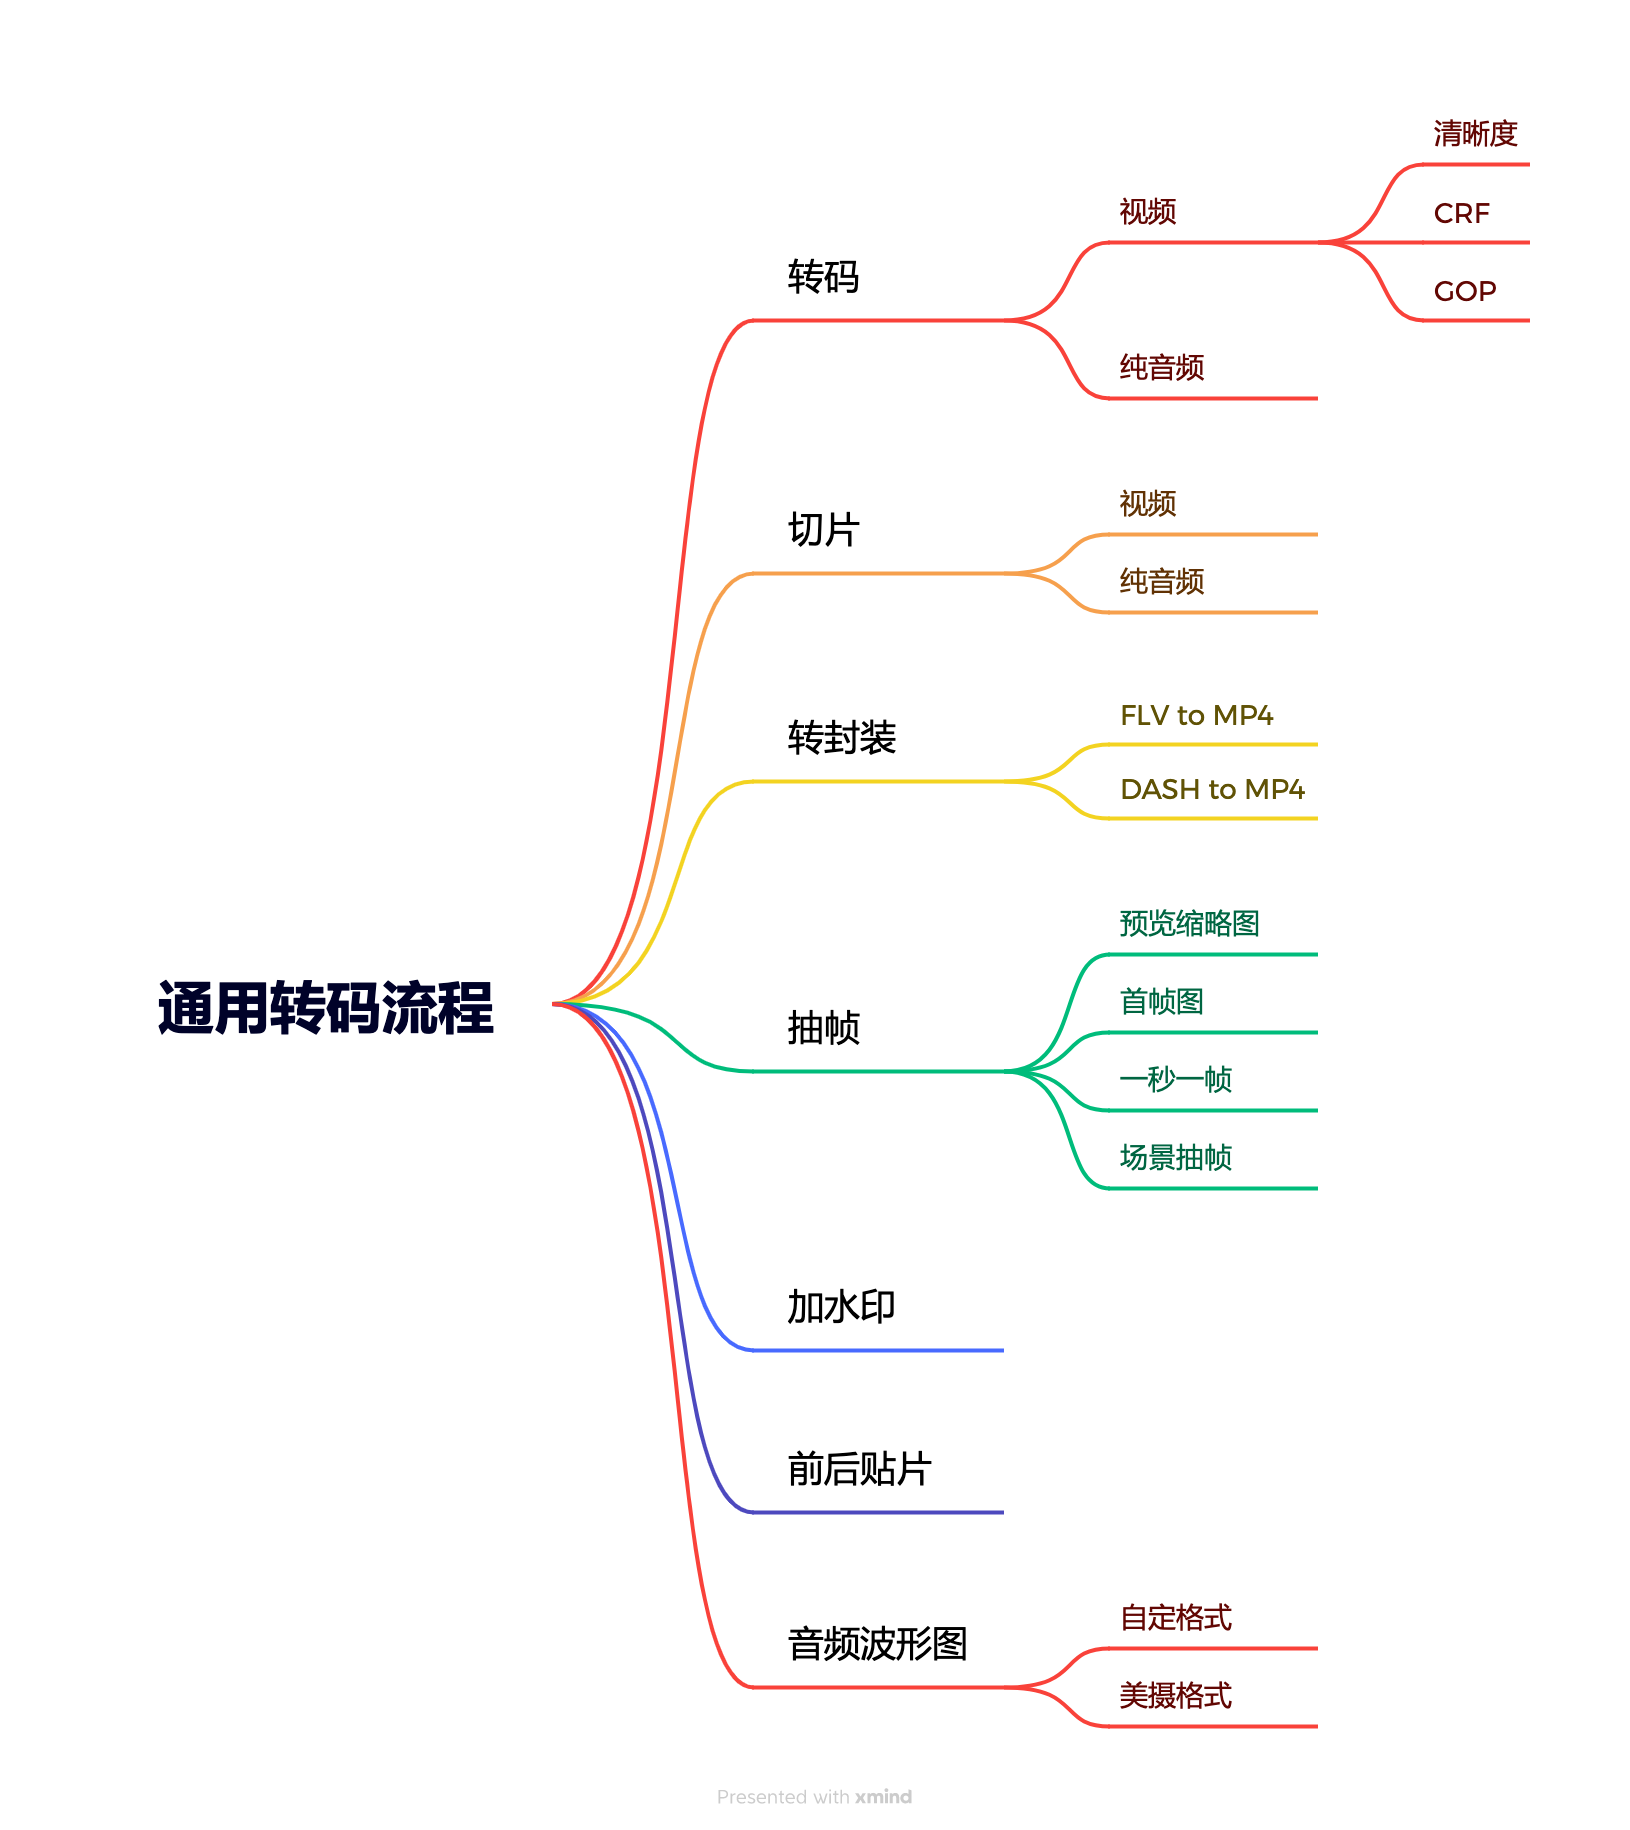 通用转码流程
转码
视频
清晰度
CRF
GOP
纯音频
切片
视频
纯音频
转封装
FLV to MP4
DASH to MP4
抽帧
预览缩略图
首帧图
一秒一帧
场景抽帧
加水印
前后贴片
音频波形图
自定格式
美摄格式
Presented with xmind